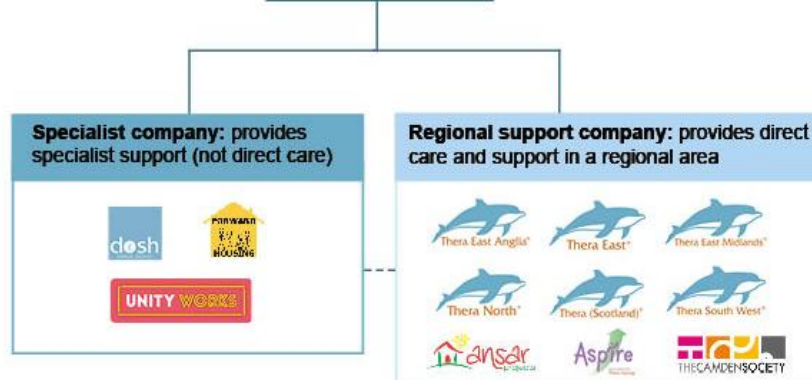 Specialist company: provides
specialist support (not direct care)
dosh
FORWARD
HOUSING
UNITY WORKS
Regional support company: provides direct
care and support in a regional area
Thera East Anglia
Thera East
Thera East Midlands
Thera North
Thera (Scotland)
Thera South West
ansar
projects
Aspire
THECAMDENSOCIETY